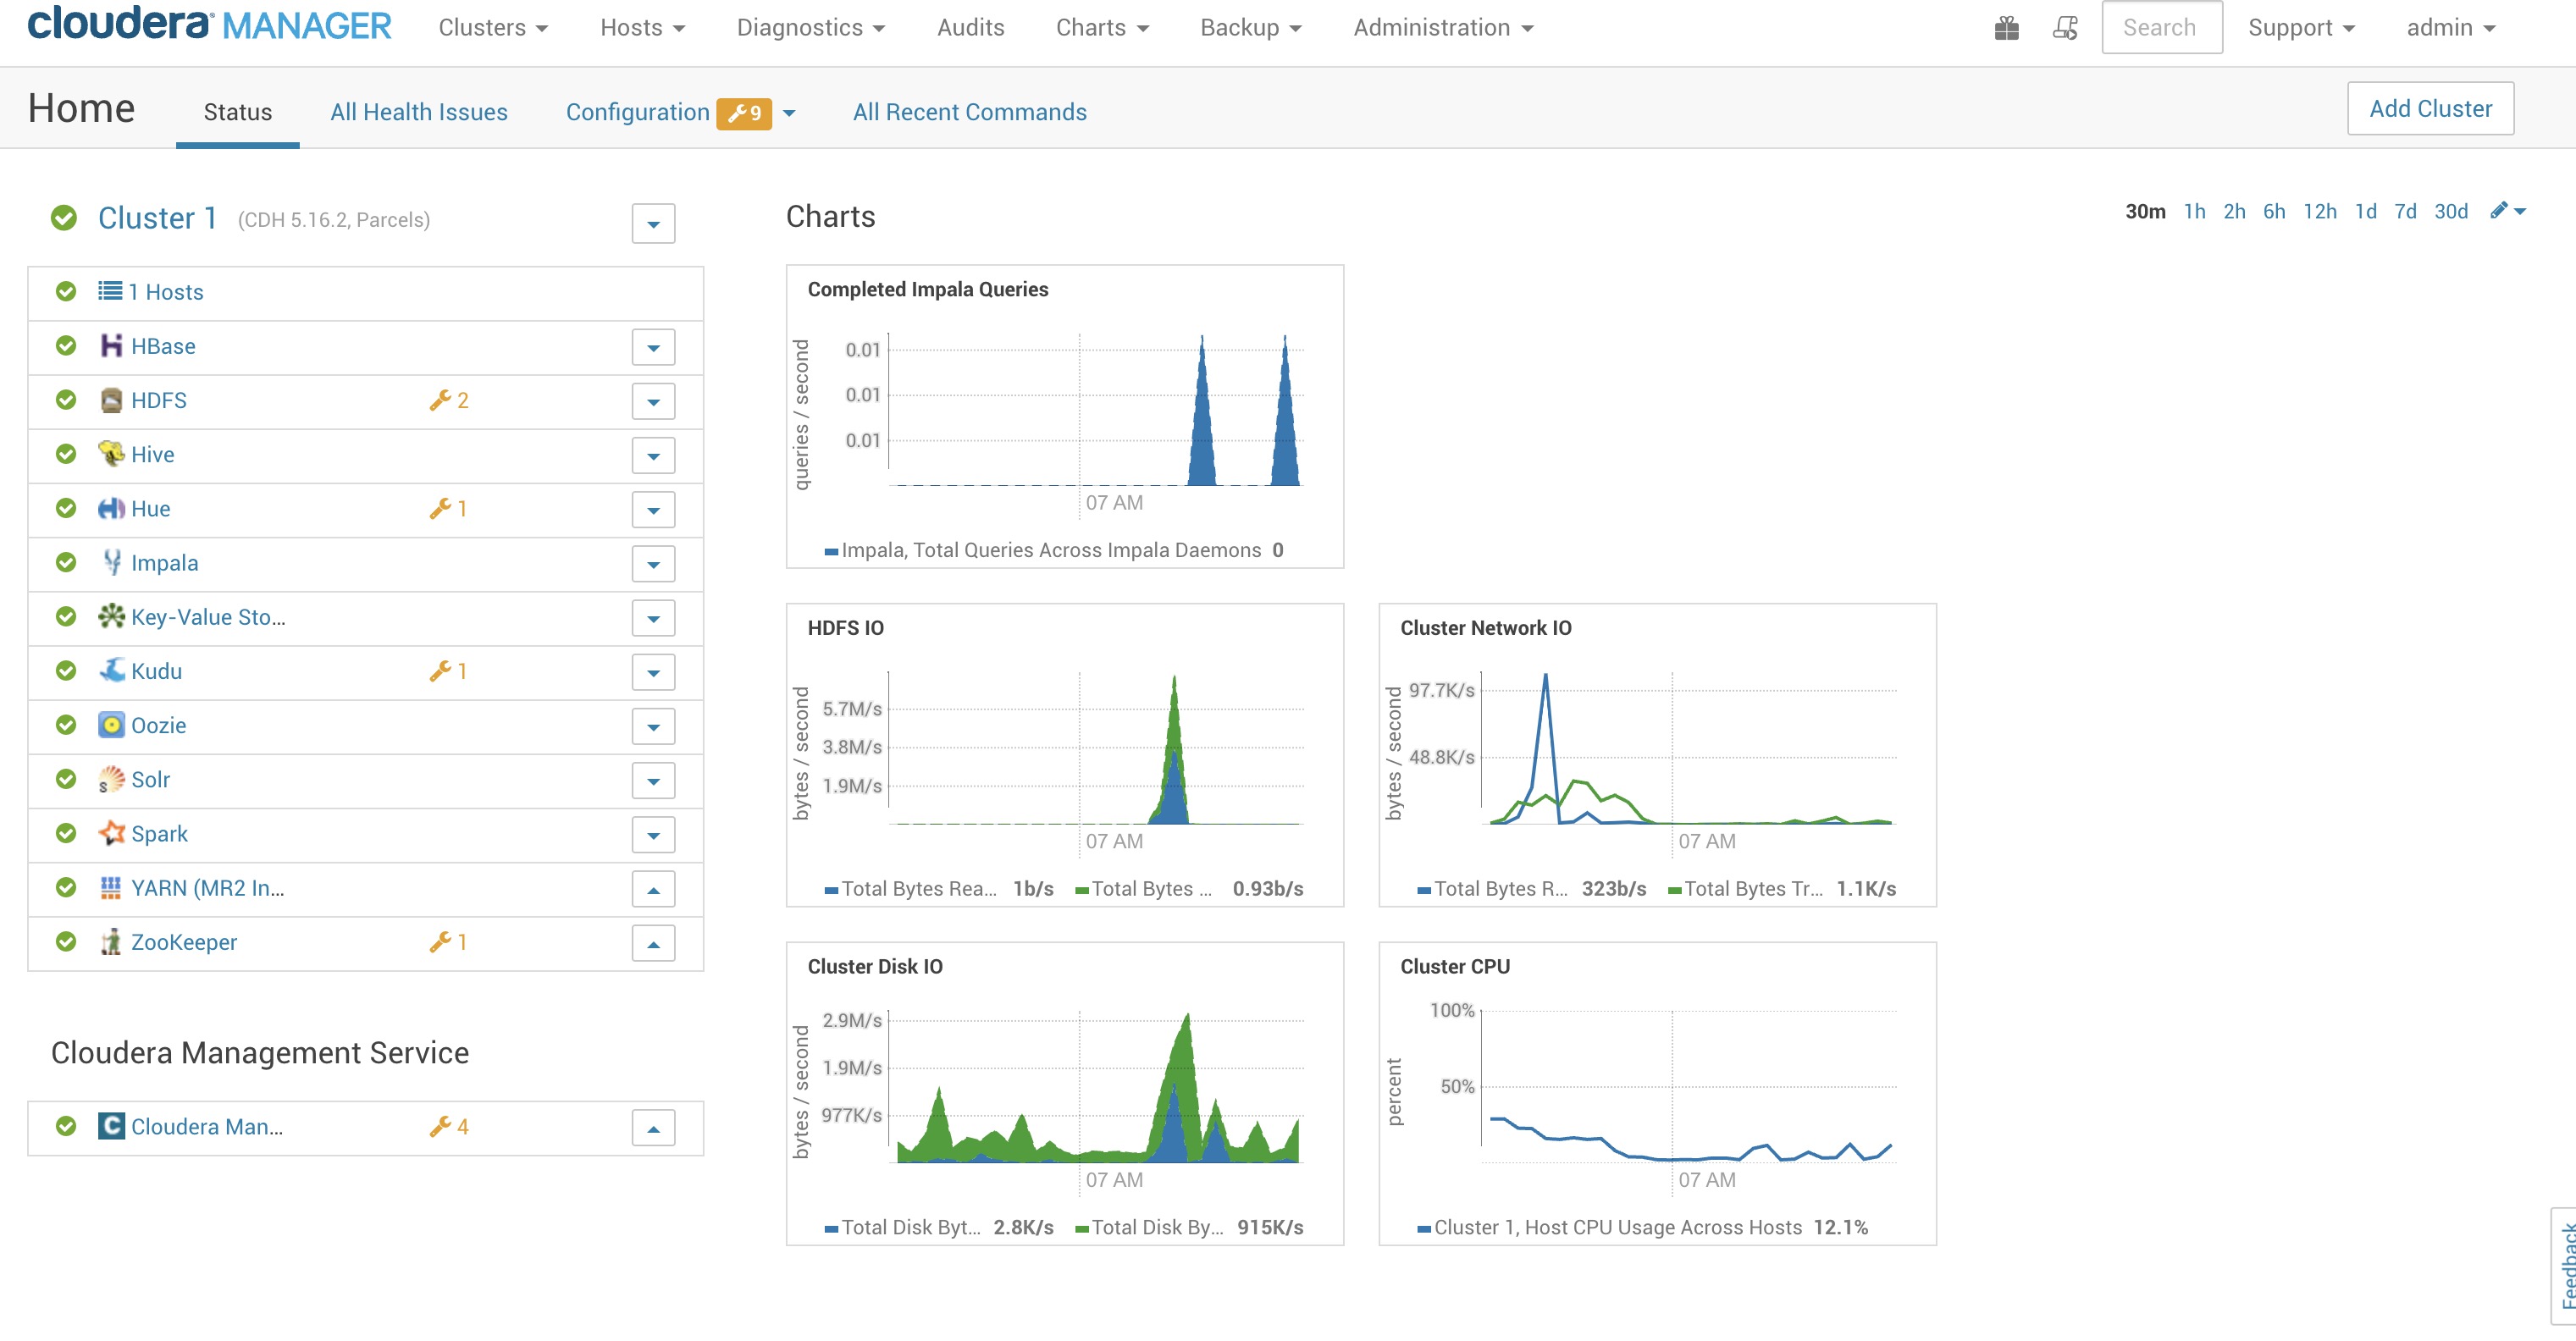 cloudera MANAGER Clusters Hosts Diagnostics Audits Charts Backup Administration Search Support admin
Home Status All Health Issues Configuration 9 All Recent Commands Add Cluster
Cluster 1 (CDH 5.16.2, Parcels)
1 Hosts
HBase
HDFS 2
Hive
Hue 1
Impala
Key-Value Sto...
Kudu 1
Oozie
Solr
Spark
YARN (MR2 In...
ZooKeeper 1
Cloudera Management Service
Cloudera Man... 4
Charts
30m 1h 2h 6h 12h 1d 7d 30d
Completed Impala Queries
queries / second
0.01
0.01
0.01
07 AM
Impala, Total Queries Across Impala Daemons 0
HDFS IO
bytes / second
5.7M/s
3.8M/s
1.9M/s
07 AM
Total Bytes Rea... 1b/s Total Bytes ... 0.93b/s
Cluster Network IO
bytes / second
97.7K/s
48.8K/s
07 AM
Total Bytes R... 323b/s Total Bytes Tr... 1.1K/s
Cluster Disk IO
bytes / second
2.9M/s
1.9M/s
977K/s
07 AM
Total Disk Byt... 2.8K/s Total Disk By... 915K/s
Cluster CPU
percent
100%
50%
07 AM
Cluster 1, Host CPU Usage Across Hosts 12.1%
Feedback